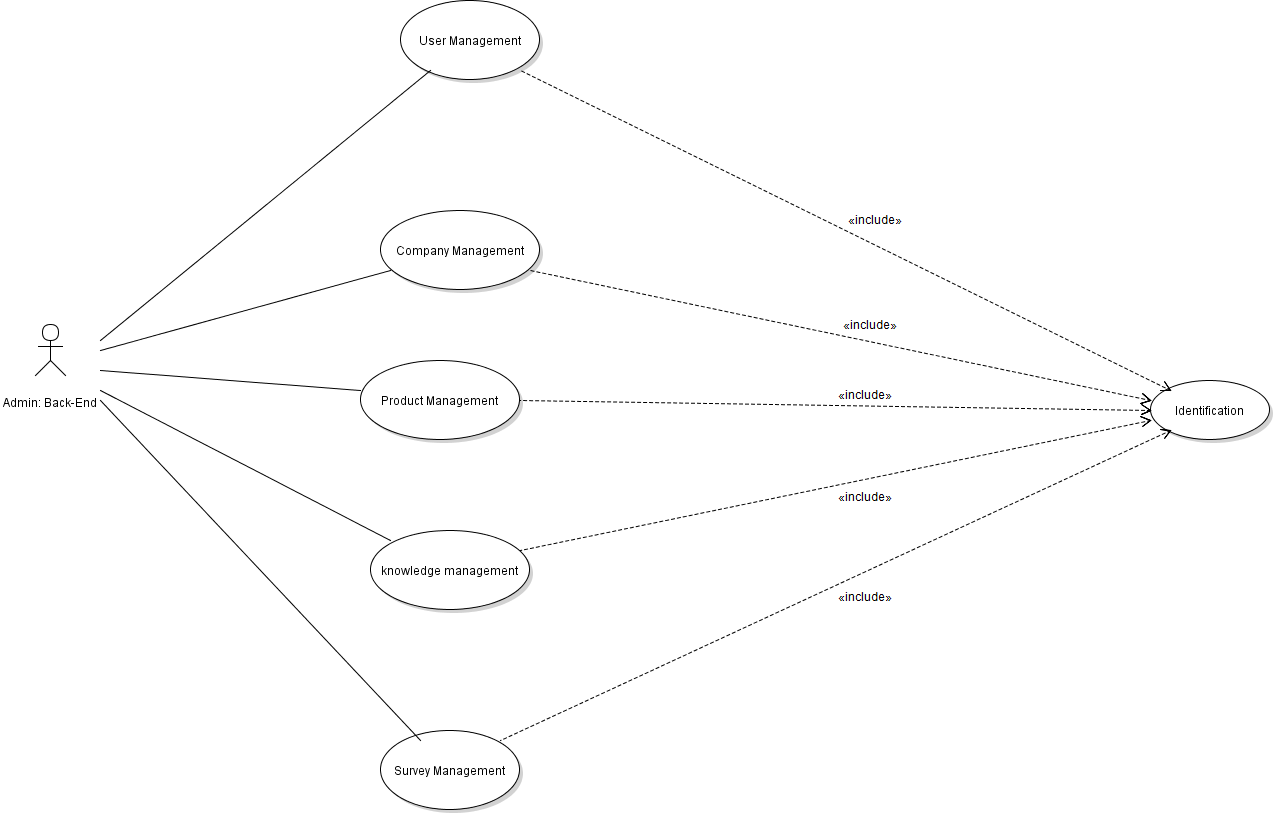 User Management
«include»
Company Management
«include»
Admin: Back-End
Product Management
«include»
Identification
knowledge management
«include»
«include»
Survey Management